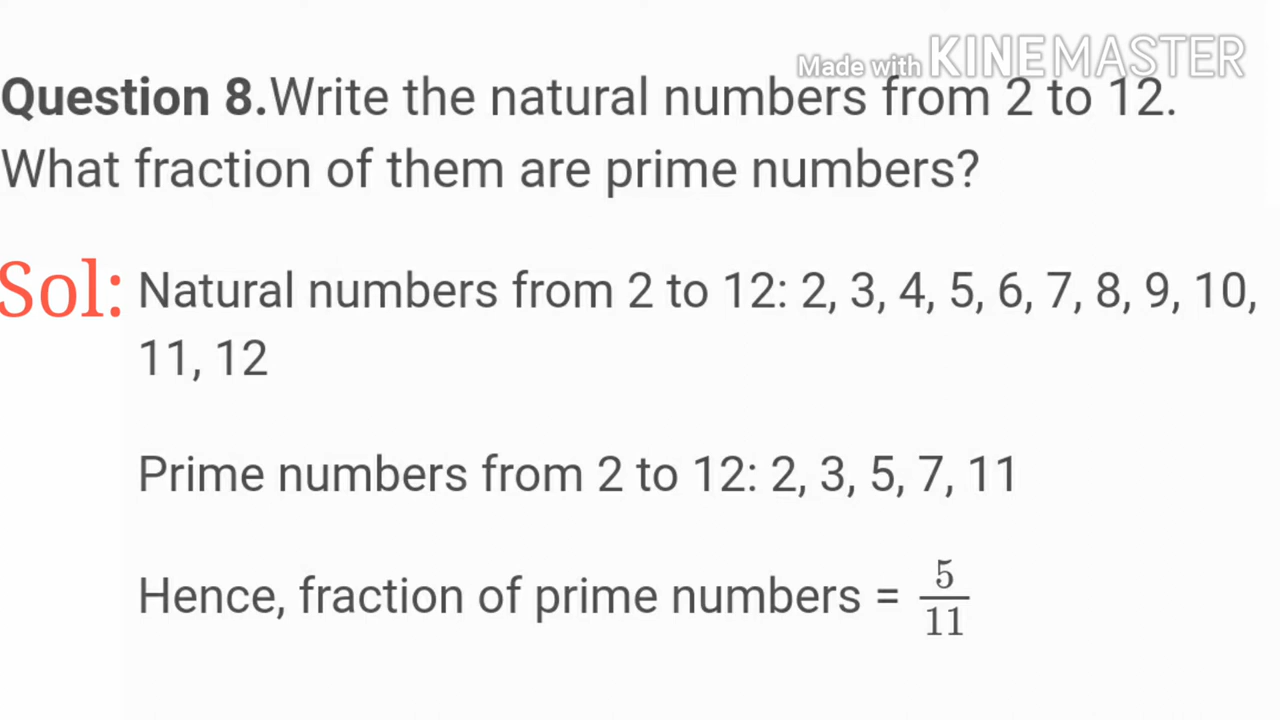 Made with KINEMASTER
Question 8.Write the natural numbers from 2 to 12.
What fraction of them are prime numbers?
Sol: Natural numbers from 2 to 12: 2, 3, 4, 5, 6, 7, 8, 9, 10,
11, 12
Prime numbers from 2 to 12: 2, 3, 5, 7, 11
Hence, fraction of prime numbers = 5/11